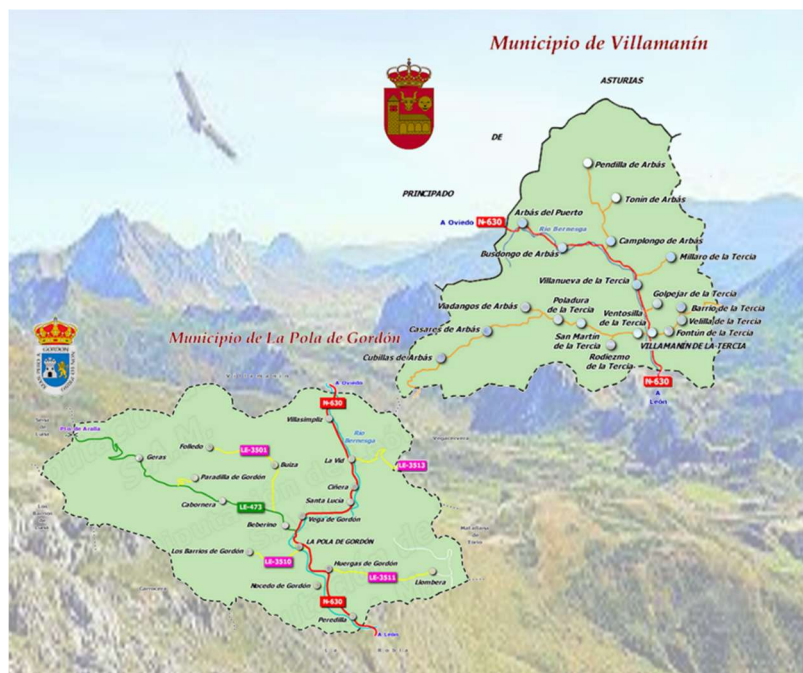 Municipio de Villamanín
ASTURIAS
DE
PRINCIPADO
Pendilla de Arbás
Tonín de Arbás
A Oviedo
N-630
Arbás del Puerto
Río Bernesga
Camplongo de Arbás
Busdongo de Arbás
Millaro de la Tercia
Villanueva de la Tercia
Golpejar de la Tercia
Viadangos de Arbás
Poladura
de la Tercia
Ventosilla
de la Tercia
Barrio de la Tercia
Velilla de la Tercia
Fontún de la Tercia
Casares de Arbás
San Martín
de la Tercia
VILLAMANÍN DE LA TERCIA
Rodiezmo
de la Tercia
Cubillas de Arbás
N-630
A
León
Municipio de La Pola de Gordón
GORDON
A Oviedo
N-630
Villasimpliz
Río
Bernesga
Folledo
LE-3501
Geras
Buiza
La Vid
LE-3513
Paradilla de Gordón
Ciñera
Santa Lucía
Cabornera
LE-473
Vega de Gordón
Beberino
LA POLA DE GORDÓN
Los Barrios de Gordón
LE-3510
Huergas de Gordón
LE-3511
Llombera
Nocedo de Gordón
N-630
Peredilla
A León